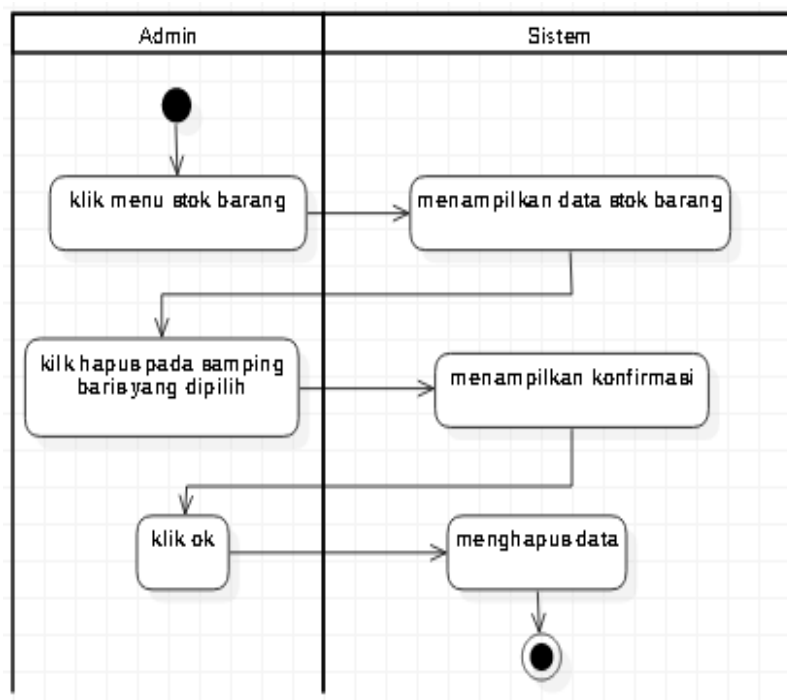 Admin
Sistem
klik menu stok barang
menampilkan data stok barang
kilk hapus pada samping
baris yang dipilih
menampilkan konfirmasi
klik ok
menghapus data